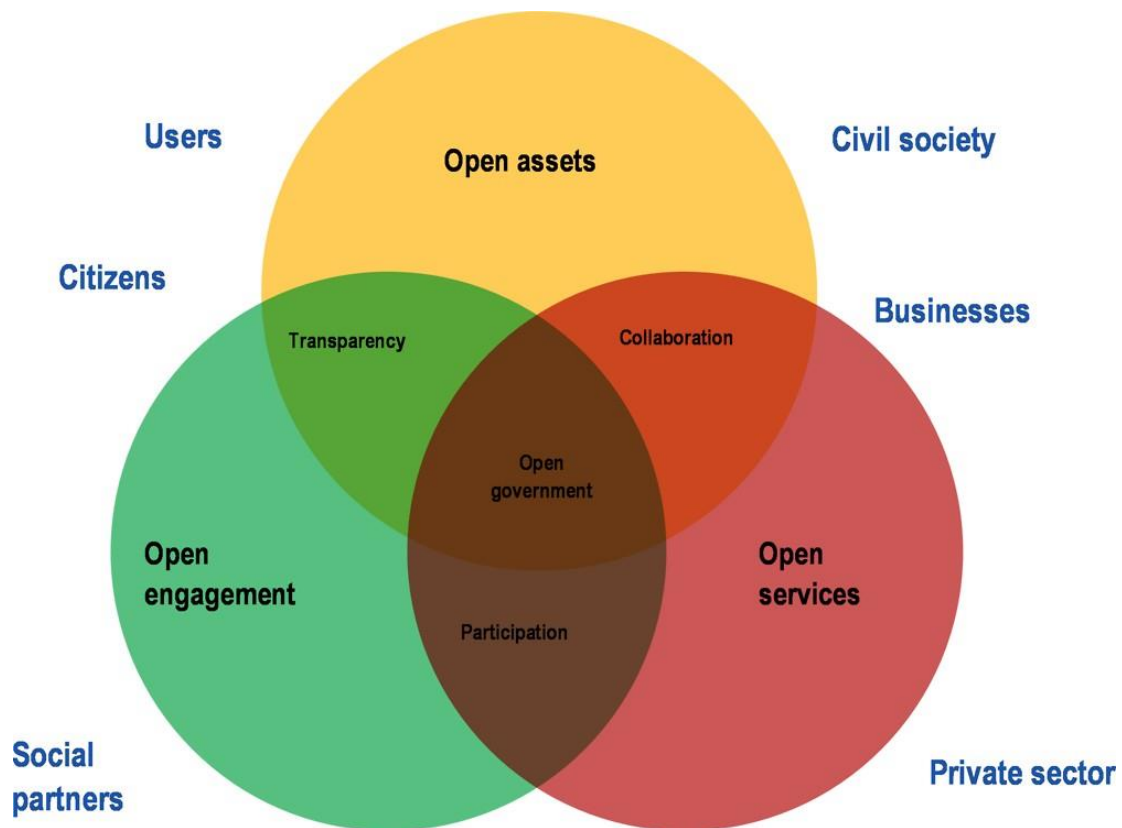 Users
Civil society
Open assets
Citizens
Businesses
Transparency
Collaboration
Open
government
Open
engagement
Open
services
Participation
Social
partners
Private sector